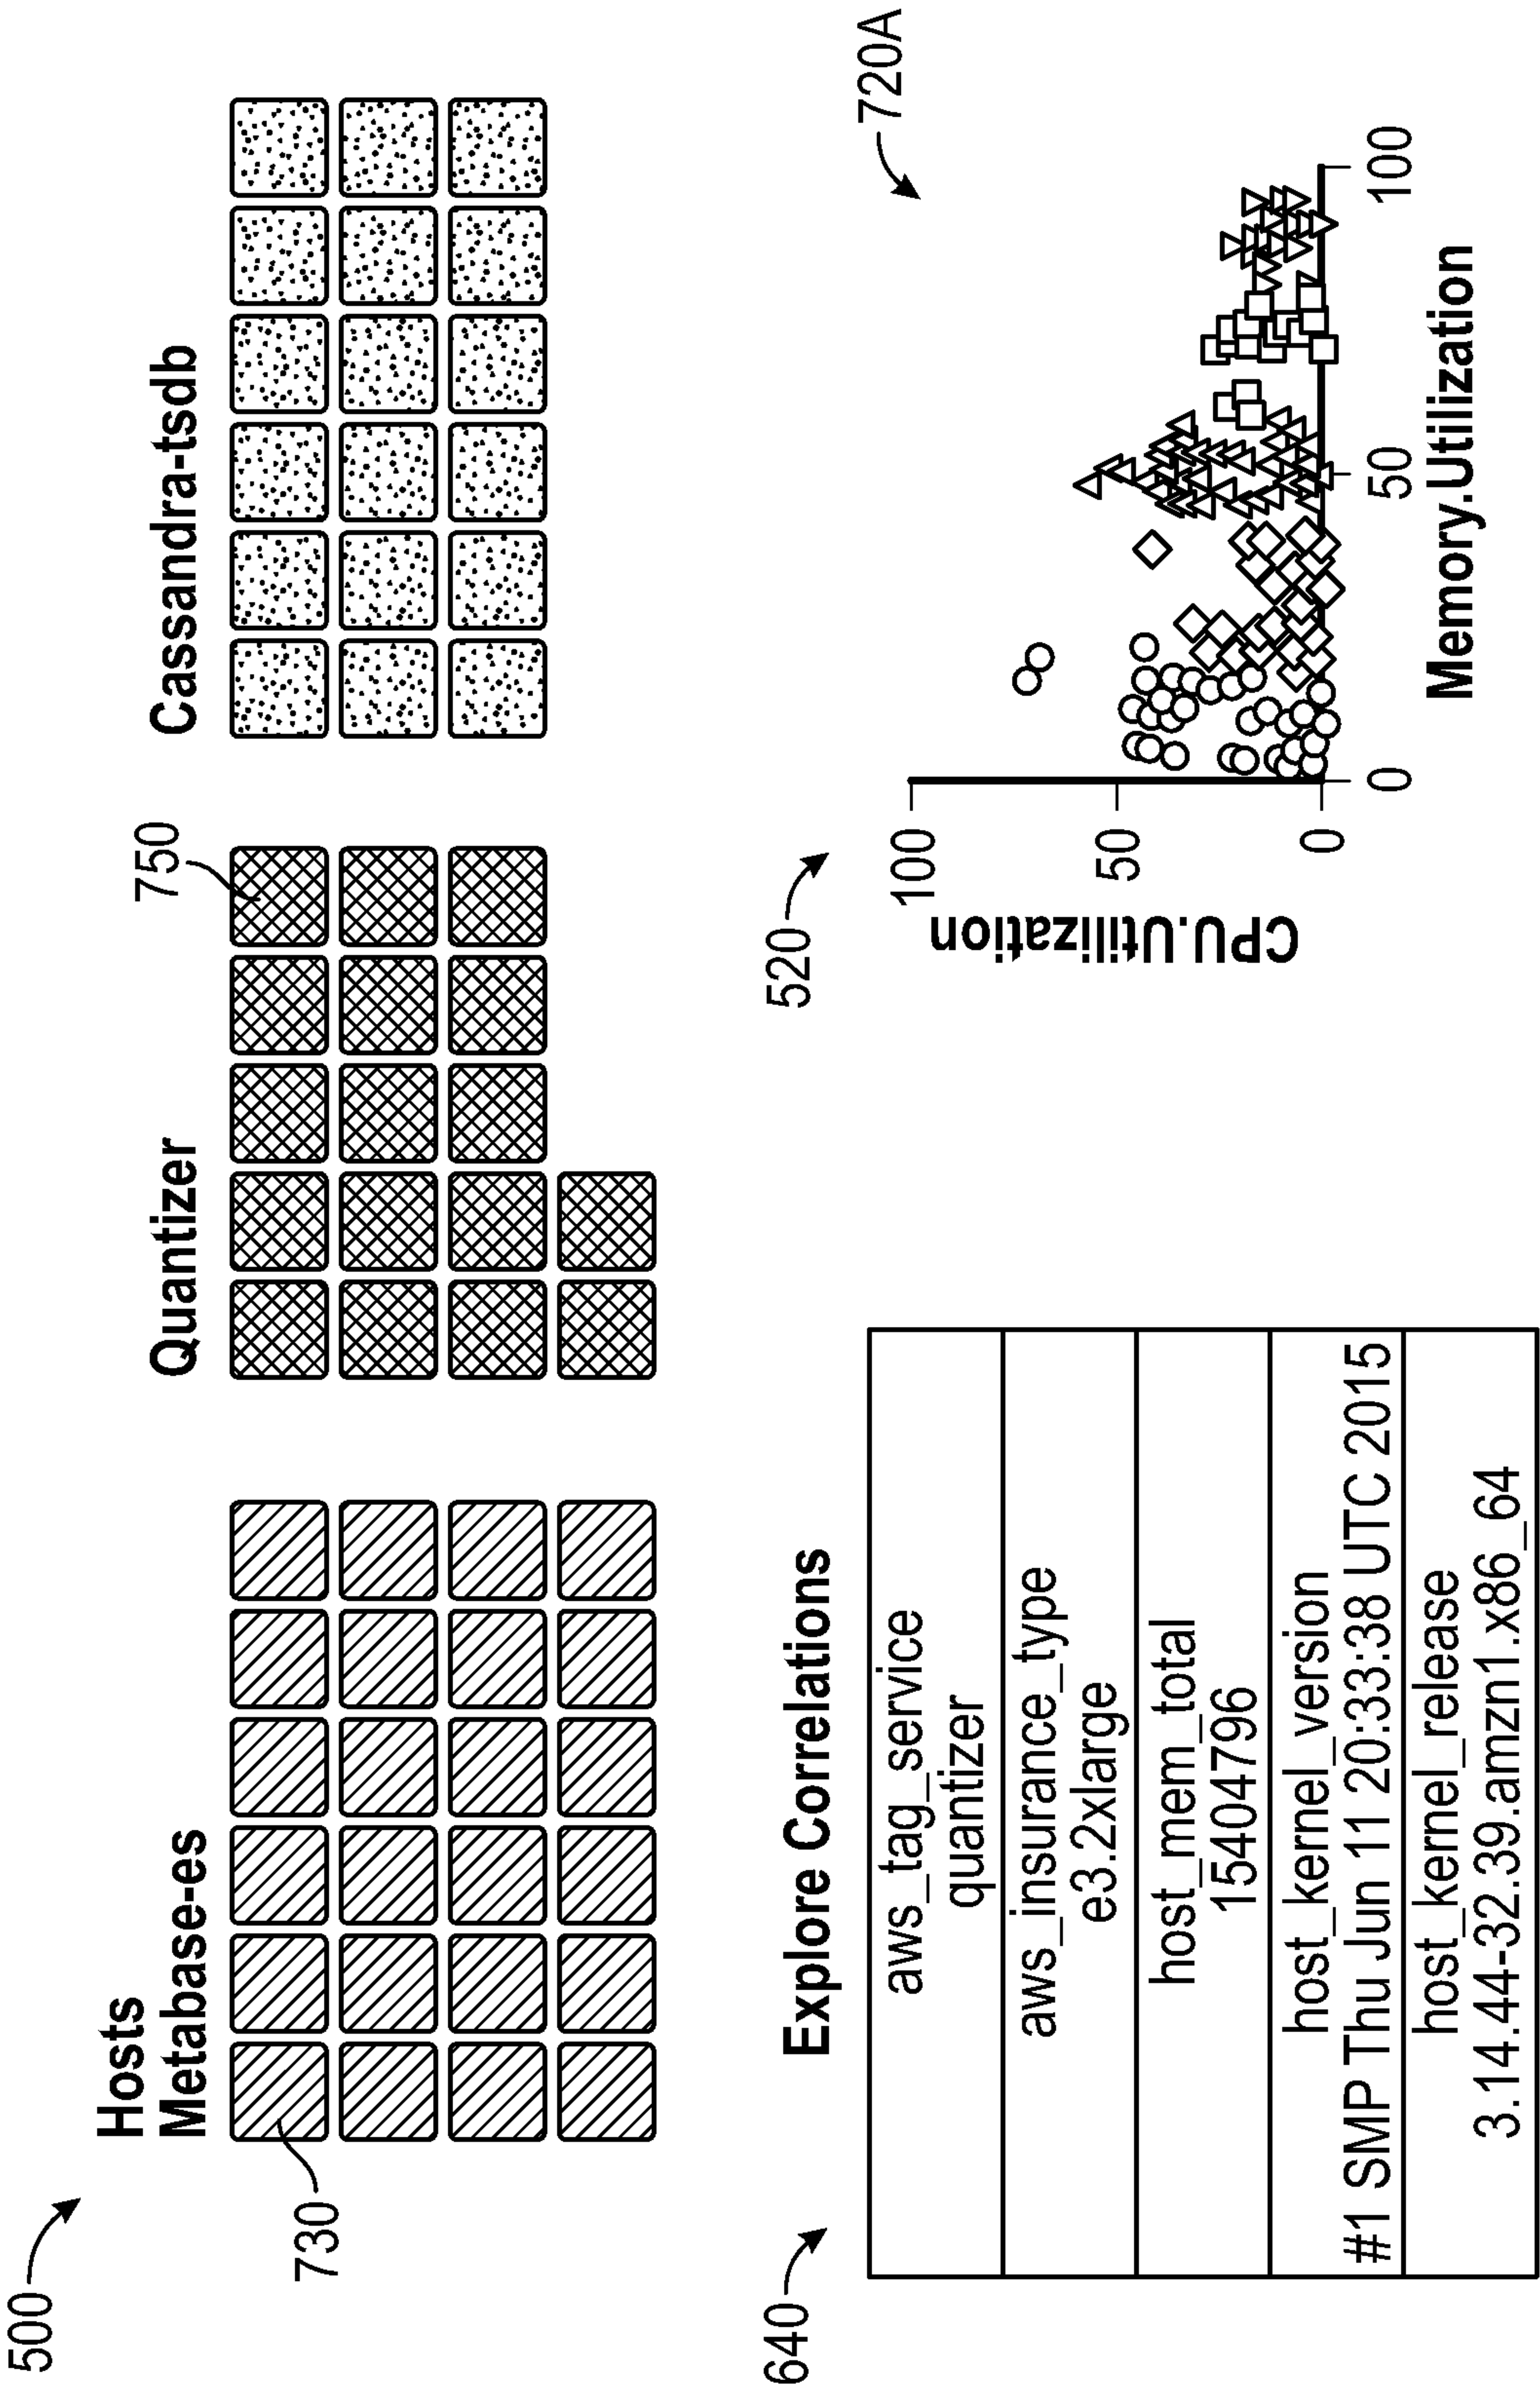 500
Hosts
Metabase-es
730
Quantizer
750
Cassandra-tsdb
640
Explore Correlations
aws_tag_service
quantizer
aws_insurance_type
e3.2xlarge
host_mem_total
15404796
host_kernel_version
#1 SMP Thu Jun 11 20:33:38 UTC 2015
host_kernel_release
3.14.44-32.39.amzn1.x86_64
520
720A
CPU.Utilization
100
50
0
0
50
100
Memory.Utilization